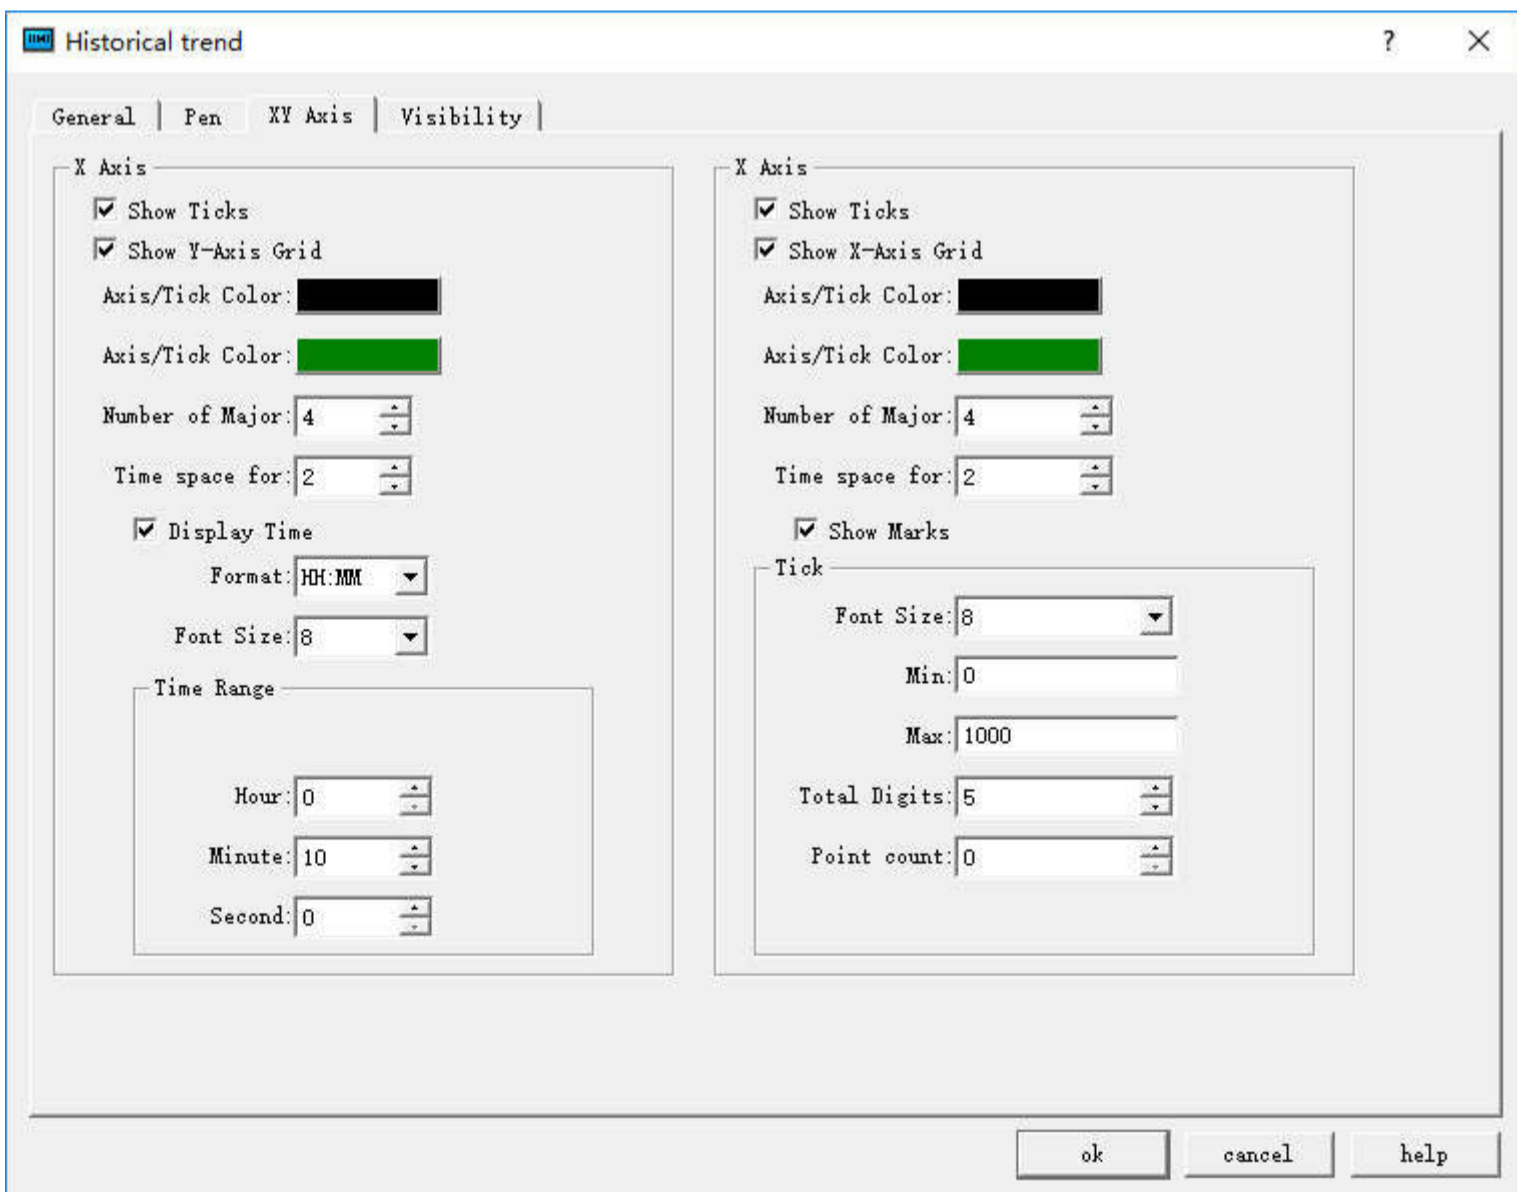 Historical trend
?
General
Pen
XY Axis
Visibility
X Axis
Show Ticks
Show Y-Axis Grid
Axis/Tick Color:
Axis/Tick Color:
Number of Major: 4
Time space for: 2
Display Time
Format: HH:MM
Font Size: 8
Time Range
Hour: 0
Minute: 10
Second: 0
X Axis
Show Ticks
Show X-Axis Grid
Axis/Tick Color:
Axis/Tick Color:
Number of Major: 4
Time space for: 2
Show Marks
Tick
Font Size: 8
Min: 0
Max: 1000
Total Digits: 5
Point count: 0
ok
cancel
help